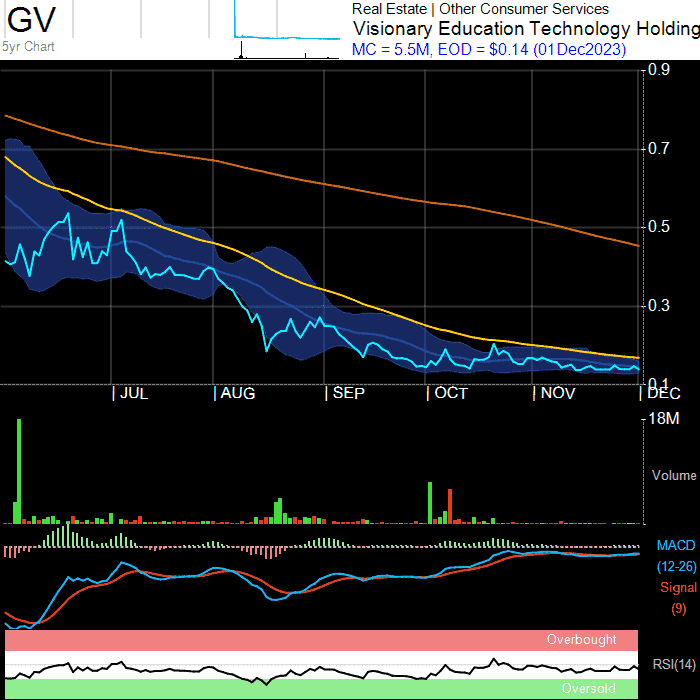 GV
5yr Chart
Real Estate | Other Consumer Services
Visionary Education Technology Holding
MC = 5.5M, EOD = $0.14 (01Dec2023)
0.9
0.7
0.5
0.3
0.1
JUL
AUG
SEP
OCT
NOV
DEC
18M
Volume
MACD
(12-26)
Signal
(9)
Overbought
RSI(14)
Oversold